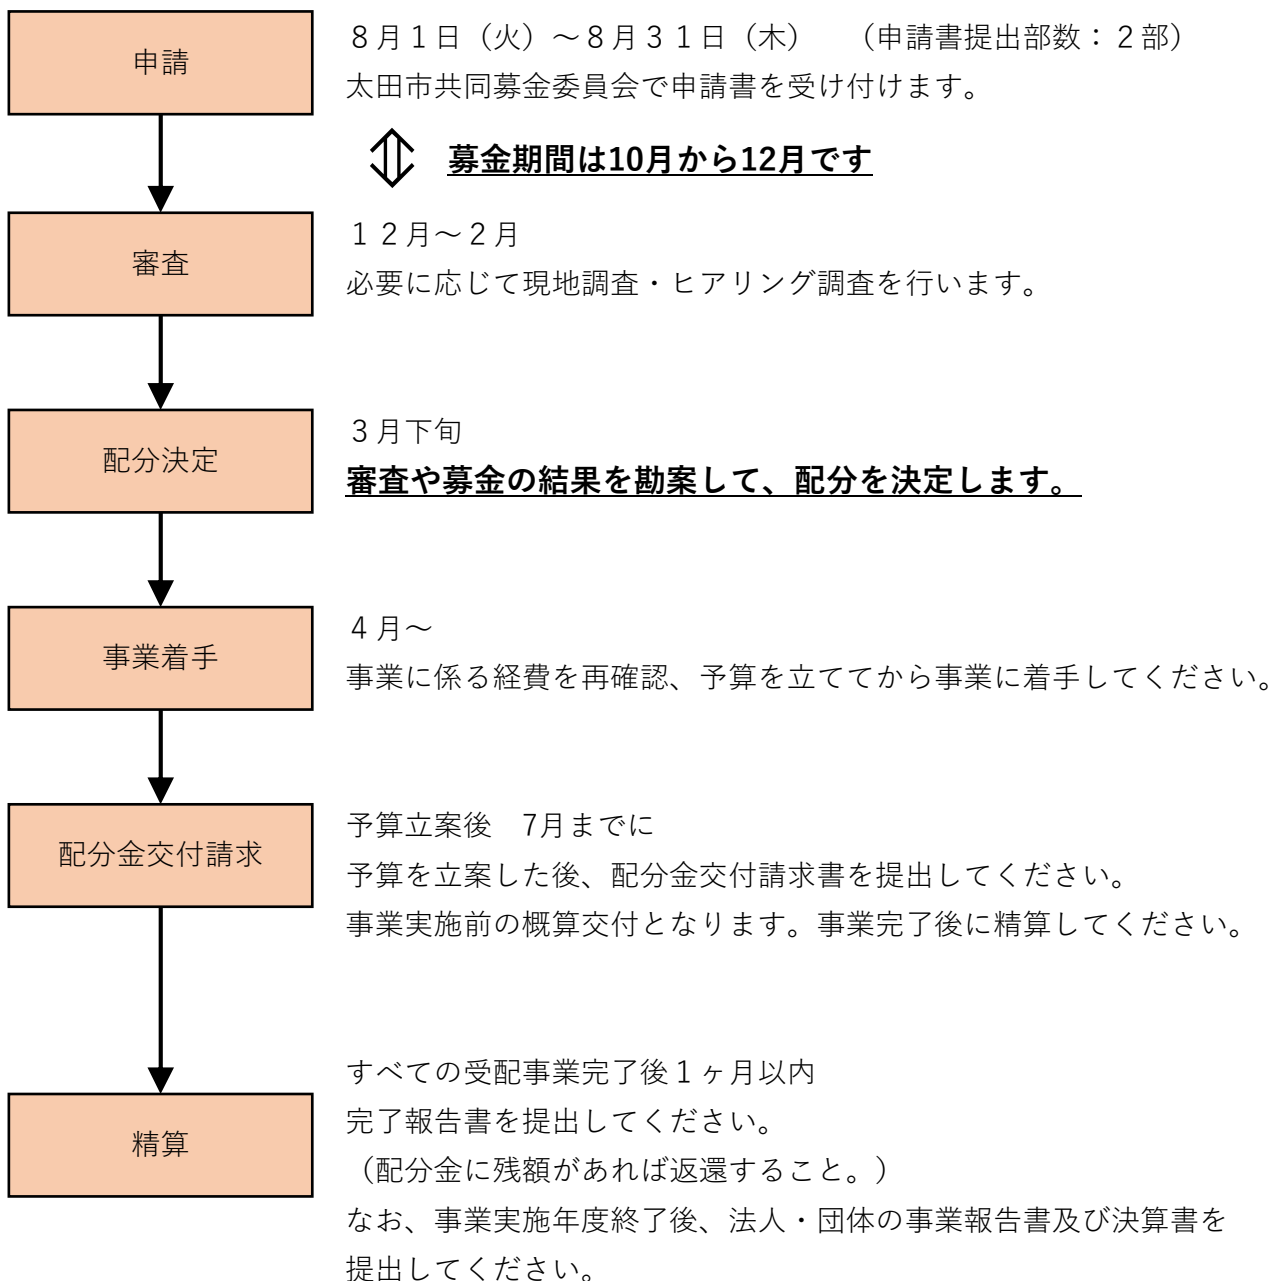 申請
８月１日（火）～８月３１日（木）　（申請書提出部数：２部）
太田市共同募金委員会で申請書を受け付けます。
募金期間は10月から12月です
審査
１２月～２月
必要に応じて現地調査・ヒアリング調査を行います。
配分決定
３月下旬
審査や募金の結果を勘案して、配分を決定します。
事業着手
４月～
事業に係る経費を再確認、予算を立ててから事業に着手してください。
配分金交付請求
予算立案後　7月までに
予算を立案した後、配分金交付請求書を提出してください。
事業実施前の概算交付となります。事業完了後に精算してください。
精算
すべての受配事業完了後１ヶ月以内
完了報告書を提出してください。
（配分金に残額があれば返還すること。）
なお、事業実施年度終了後、法人・団体の事業報告書及び決算書を
提出してください。